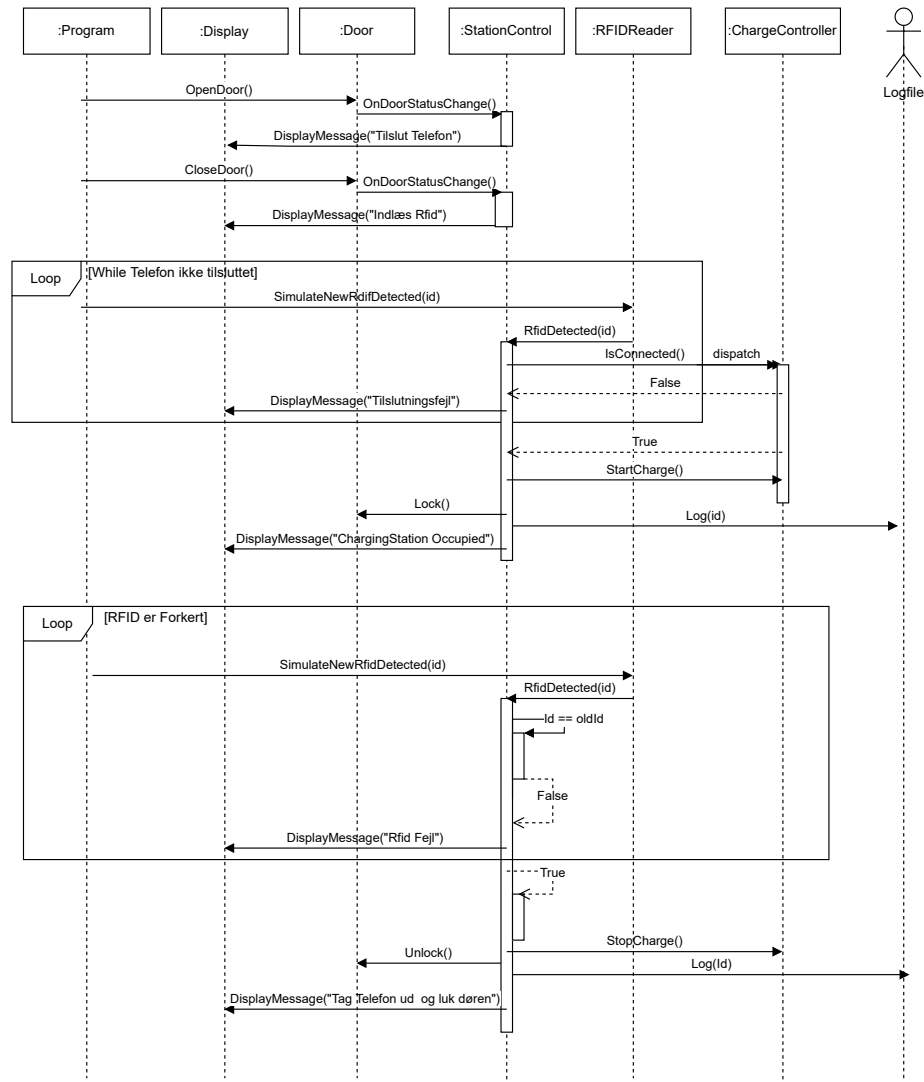 :Program
:Display
:Door
:StationControl
:RFIDReader
:ChargeController
Logfile
OpenDoor()
OnDoorStatusChange()
DisplayMessage("Tilslut Telefon")
CloseDoor()
OnDoorStatusChange()
DisplayMessage("Indlæs Rfid")
Loop
[While Telefon ikke tilsluttet]
SimulateNewRdifDetected(id)
RfidDetected(id)
IsConnected()
dispatch
False
DisplayMessage("Tilslutningsfejl")
True
StartCharge()
Lock()
Log(id)
DisplayMessage("ChargingStation Occupied")
Loop
[RFID er Forkert]
SimulateNewRfidDetected(id)
RfidDetected(id)
Id == oldId
False
DisplayMessage("Rfid Fejl")
True
StopCharge()
Unlock()
Log(Id)
DisplayMessage("Tag Telefon ud  og luk døren")